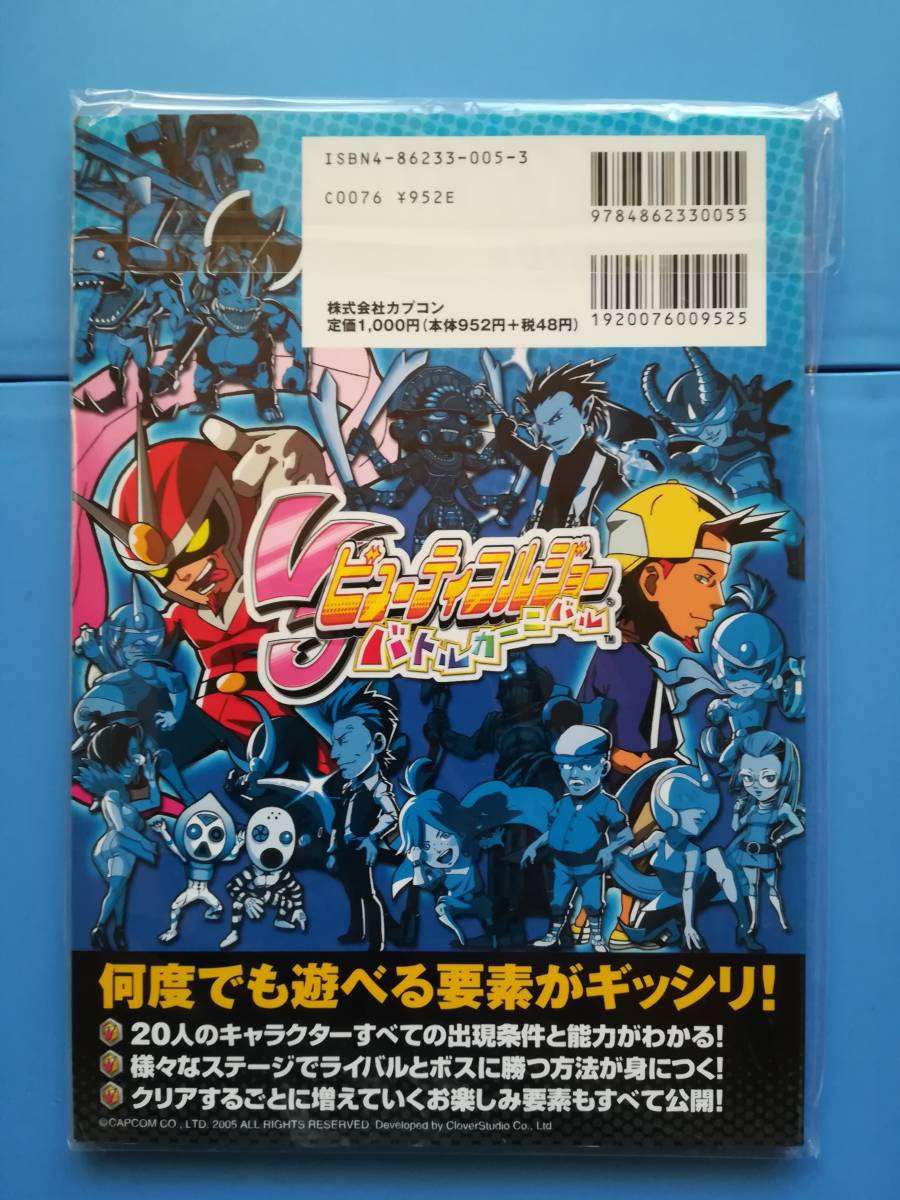 ISBN4-86233-005-3
C0076 ¥952E
9784862330055
1920076009525
株式会社カプコン
定価1,000円(本体952円+税48円)
VJ
ビューティフルジョー
バトルカーニバル
TM
何度でも遊べる要素がギッシリ!
20人のキャラクターすべての出現条件と能力がわかる!
様々なステージでライバルとボスに勝つ方法が身につく!
クリアするごとに増えていくお楽しみ要素もすべて公開!
©CAPCOM CO., LTD. 2005 ALL RIGHTS RESERVED. Developed by CloverStudio Co., Ltd